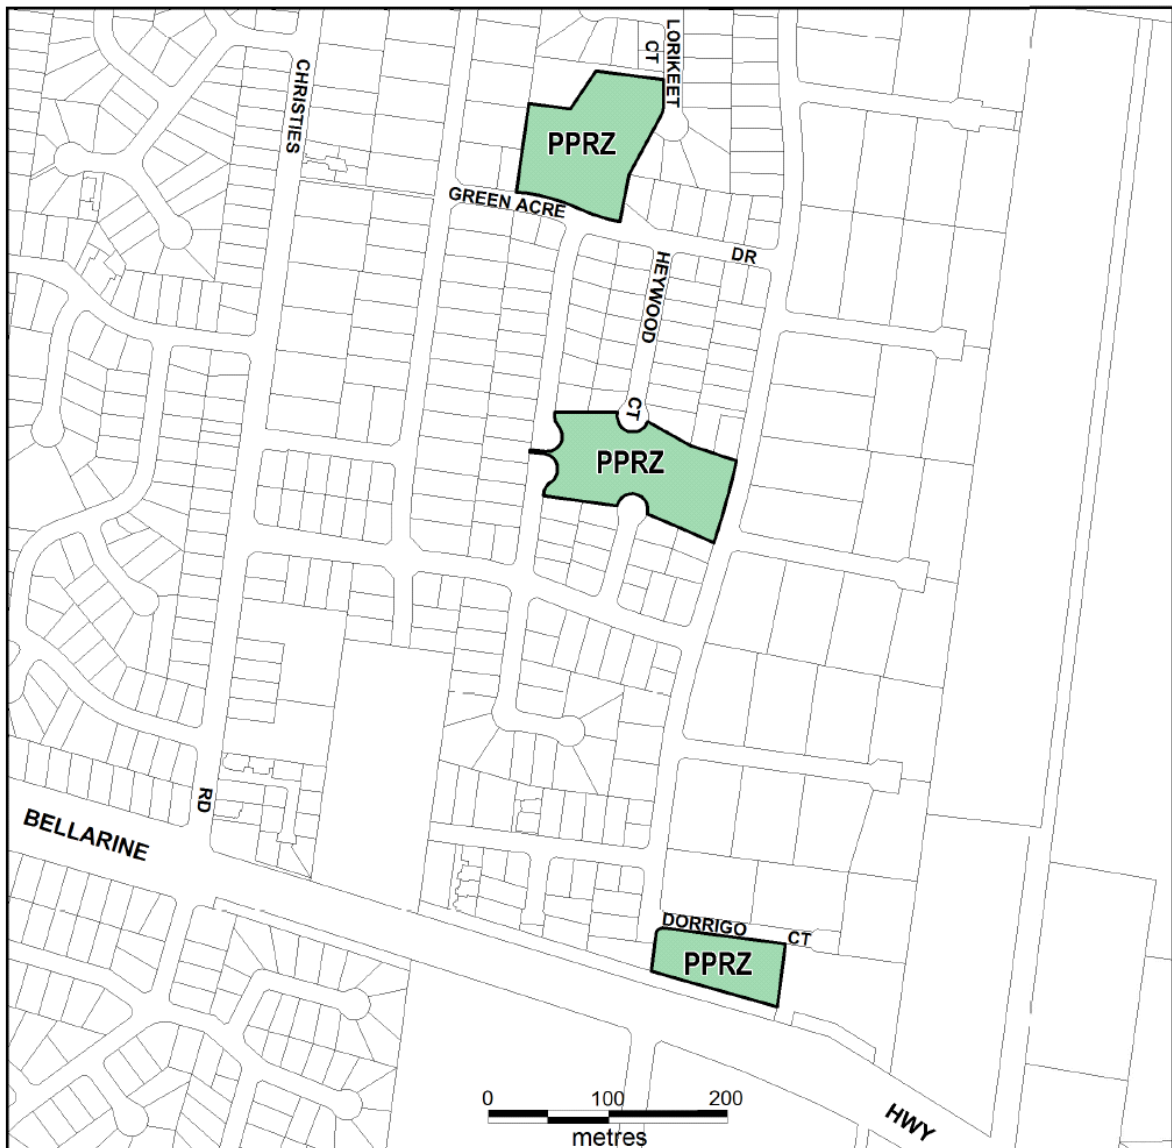 LORIKEET
CT
CHRISTIES
PPRZ
GREEN ACRE
DR
HEYWOOD
CT
PPRZ
RD
BELLARINE
DORRIGO
CT
PPRZ
HWY
0 100 200
metres